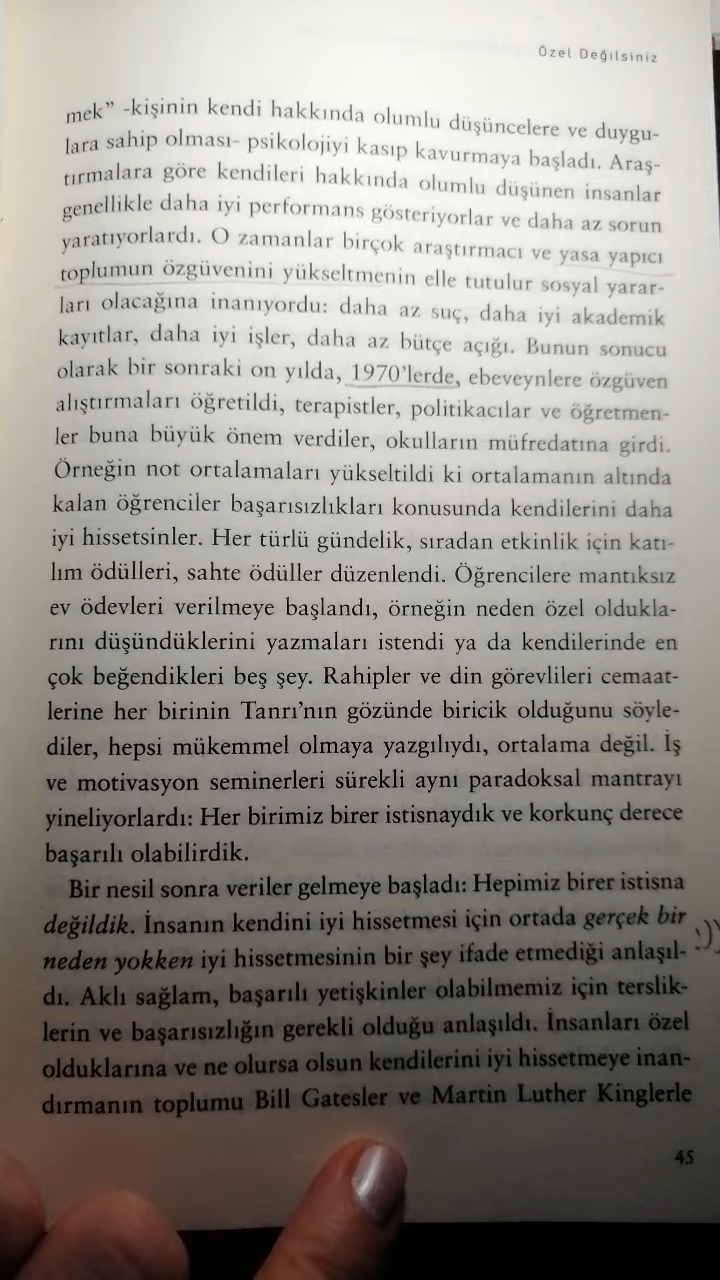 Özel Değilsiniz
mek” -kişinin kendi hakkında olumlu düşüncelere ve duygu-
lara sahip olması- psikolojiyi kasıp kavurmaya başladı. Araş-
tırmalara göre kendileri hakkında olumlu düşünen insanlar
genellikle daha iyi performans gösteriyorlar ve daha az sorun
yaratıyorlardı. O zamanlar birçok araştırmacı ve yasa yapıcı
toplumun özgüvenini yükseltmenin elle tutulur sosyal yarar-
ları olacağına inanıyordu: daha az suç, daha iyi akademik
kayıtlar, daha iyi işler, daha az bütçe açığı. Bunun sonucu
olarak bir sonraki on yılda, 1970’lerde, ebeveynlere özgüven
alıştırmaları öğretildi, terapistler, politikacılar ve öğretmen-
ler buna büyük önem verdiler, okulların müfredatına girdi.
Örneğin not ortalamaları yükseltildi ki ortalamanın altında
kalan öğrenciler başarısızlıkları konusunda kendilerini daha
iyi hissetsinler. Her türlü gündelik, sıradan etkinlik için katı-
lım ödülleri, sahte ödüller düzenlendi. Öğrencilere mantıksız
ev ödevleri verilmeye başlandı, örneğin neden özel oldukla-
rını düşündüklerini yazmaları istendi ya da kendilerinde en
çok beğendikleri beş şey. Rahipler ve din görevlileri cemaat-
lerine her birinin Tanrı’nın gözünde biricik olduğunu söyle-
diler, hepsi mükemmel olmaya yazgılıydı, ortalama değil. İş
ve motivasyon seminerleri sürekli aynı paradoksal mantrayı
yineliyorlardı: Her birimiz birer istisnaydık ve korkunç derece
başarılı olabilirdik.
Bir nesil sonra veriler gelmeye başladı: Hepimiz birer istisna
değildik. İnsanın kendini iyi hissetmesi için ortada gerçek bir
neden yokken iyi hissetmesinin bir şey ifade etmediği anlaşıl-
dı. Aklı sağlam, başarılı yetişkinler olabilmemiz için terslik-
lerin ve başarısızlığın gerekli olduğu anlaşıldı. İnsanları özel
olduklarına ve ne olursa olsun kendilerini iyi hissetmeye inan-
dırmanın toplumu Bill Gatesler ve Martin Luther Kinglerle
45